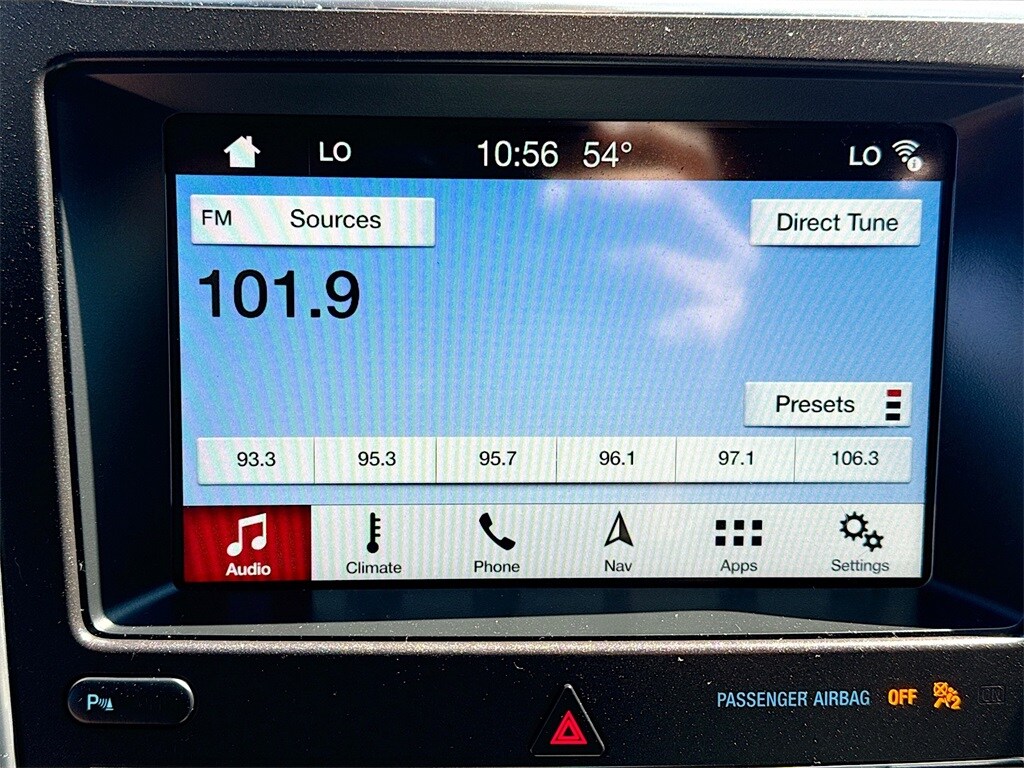 LO 10:56 54° LO
FM Sources Direct Tune
101.9
Presets
93.3 95.3 95.7 96.1 97.1 106.3
Audio Climate Phone Nav Apps Settings
P PASSENGER AIRBAG OFF 2